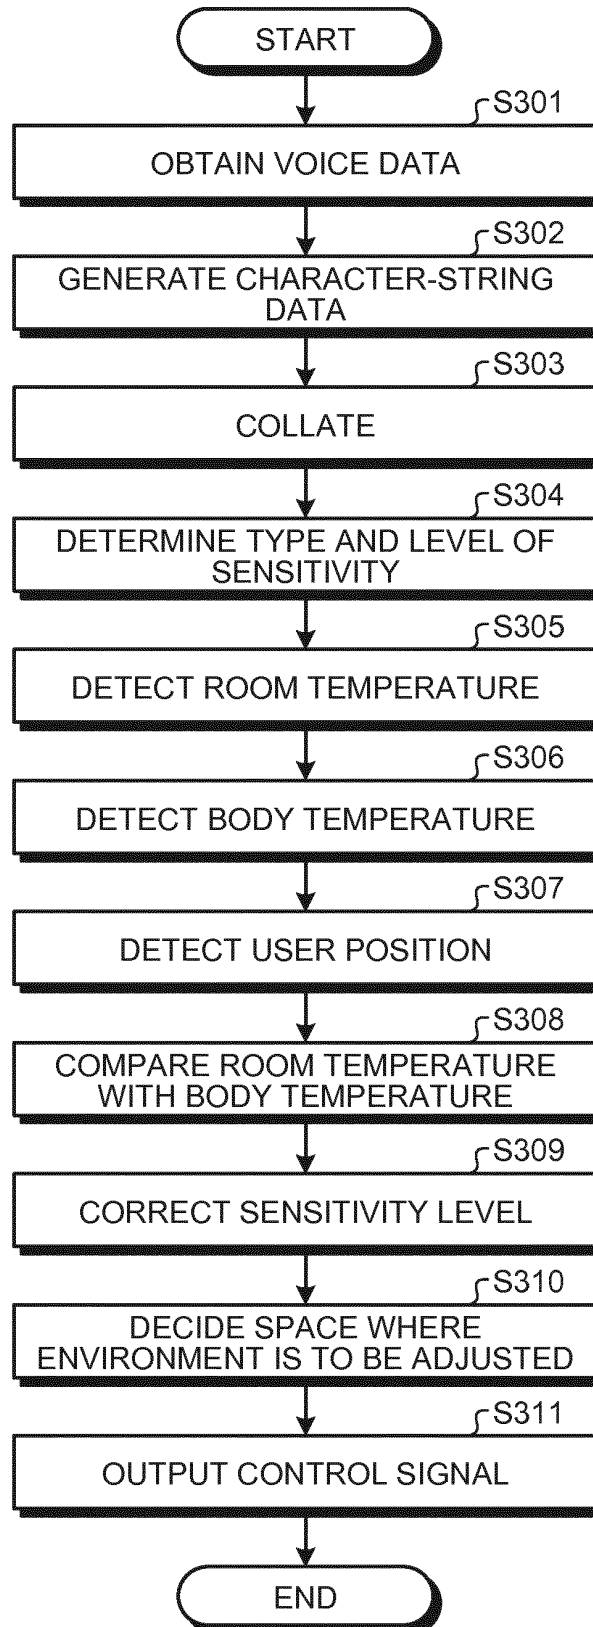 START
S301
OBTAIN VOICE DATA
S302
GENERATE CHARACTER-STRING
DATA
S303
COLLATE
S304
DETERMINE TYPE AND LEVEL OF
SENSITIVITY
S305
DETECT ROOM TEMPERATURE
S306
DETECT BODY TEMPERATURE
S307
DETECT USER POSITION
S308
COMPARE ROOM TEMPERATURE
WITH BODY TEMPERATURE
S309
CORRECT SENSITIVITY LEVEL
S310
DECIDE SPACE WHERE
ENVIRONMENT IS TO BE ADJUSTED
S311
OUTPUT CONTROL SIGNAL
END